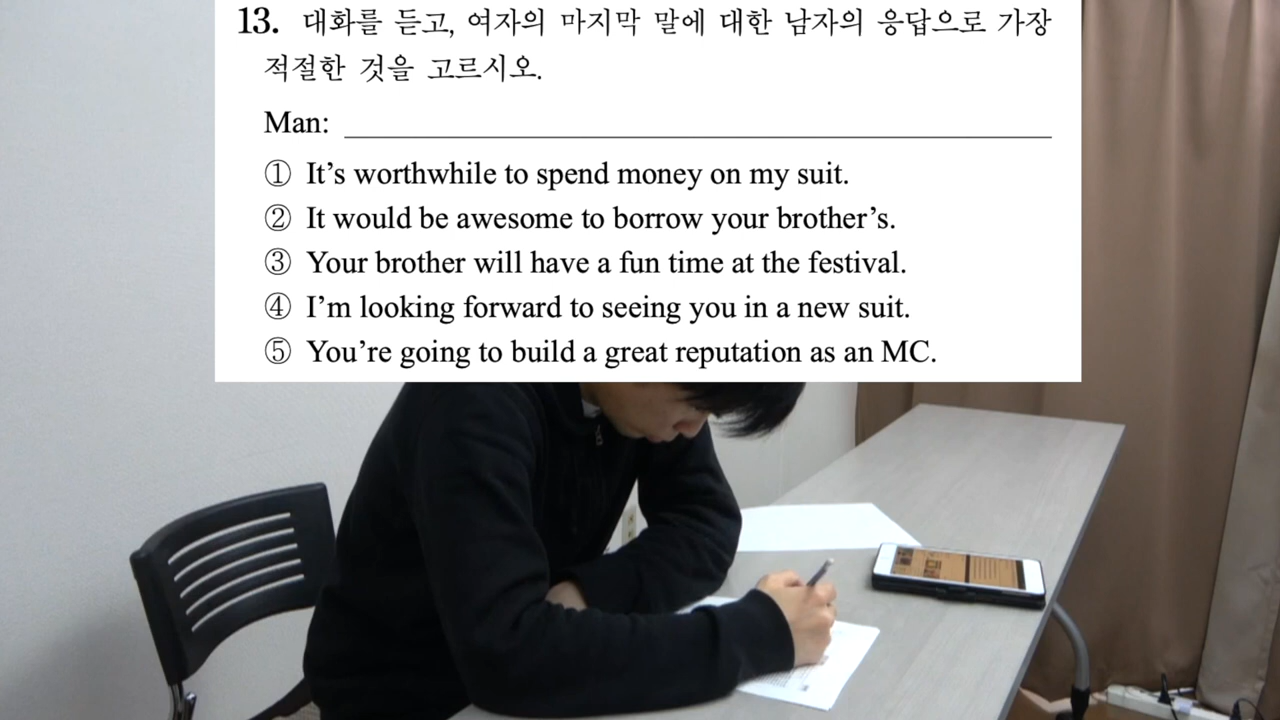 13. 대화를 듣고, 여자의 마지막 말에 대한 남자의 응답으로 가장
적절한 것을 고르시오.
Man:
① It’s worthwhile to spend money on my suit.
② It would be awesome to borrow your brother’s.
③ Your brother will have a fun time at the festival.
④ I’m looking forward to seeing you in a new suit.
⑤ You’re going to build a great reputation as an MC.